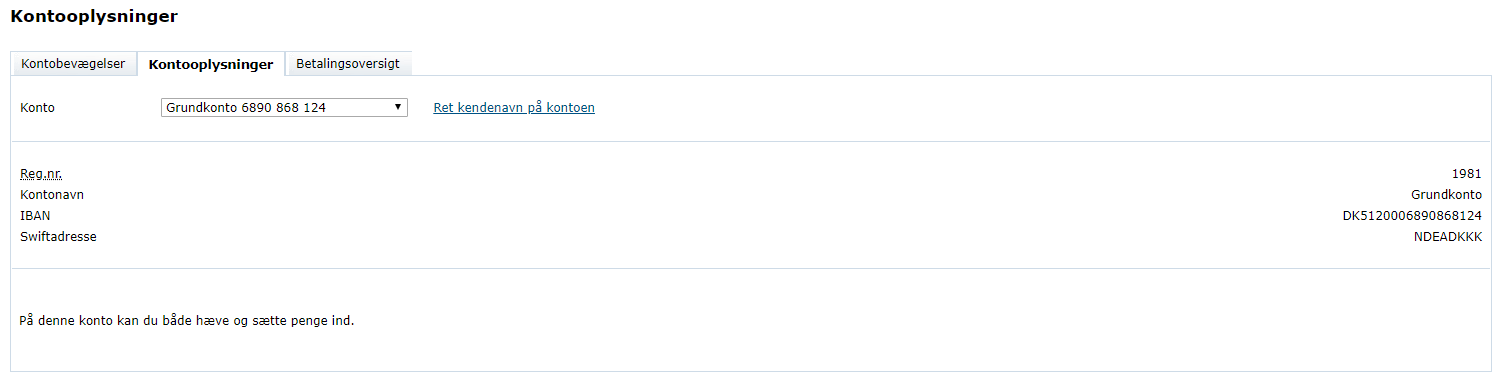 Kontooplysninger
Kontobevægelser Kontooplysninger Betalingsoversigt
Konto Grundkonto 6890 868 124 Ret kendenavn på kontoen
Reg.nr. 1981
Kontonavn Grundkonto
IBAN DK5120006890868124
Swiftadresse NDEADKKK
På denne konto kan du både hæve og sætte penge ind.